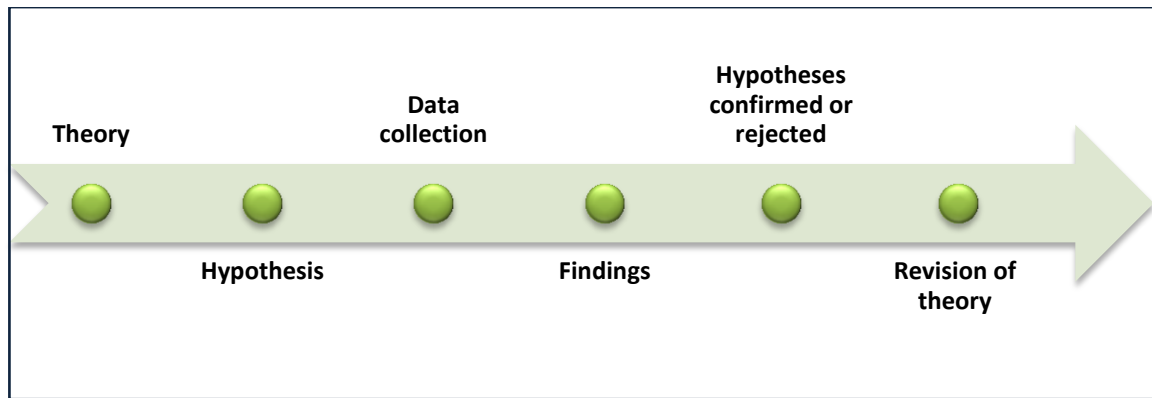 Theory
Hypothesis
Data
collection
Findings
Hypotheses
confirmed or
rejected
Revision of
theory